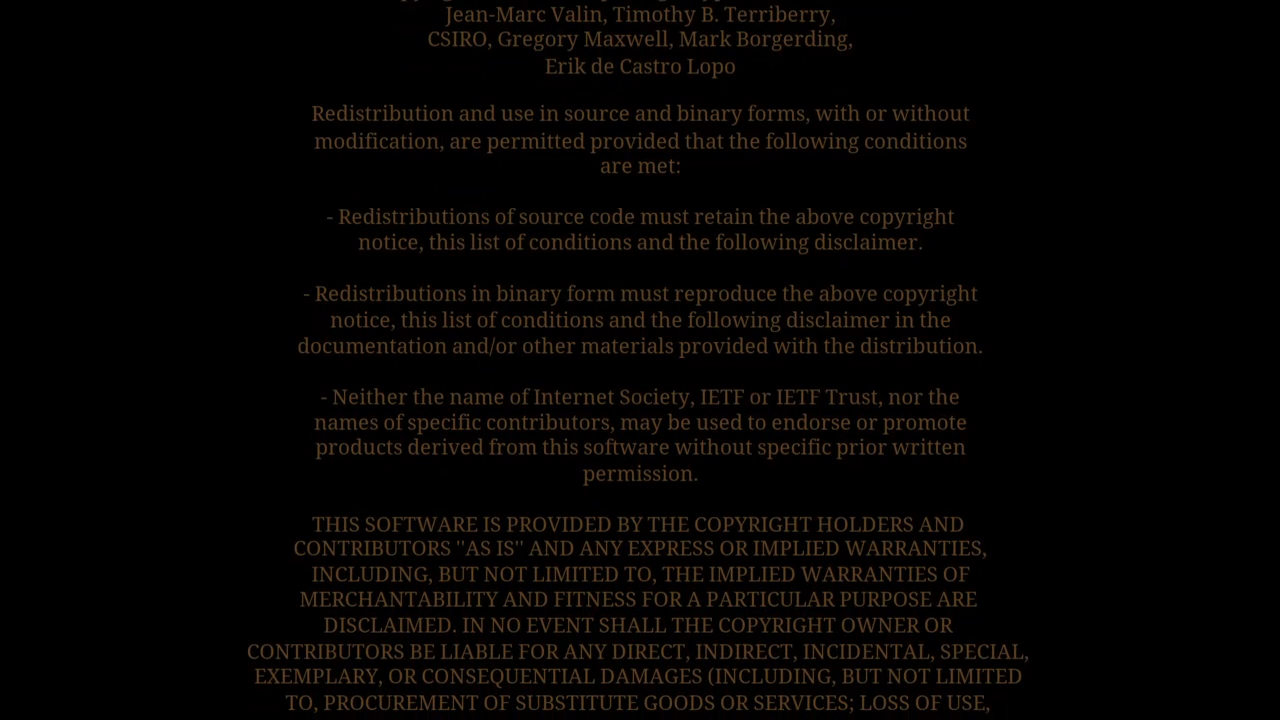 Jean-Marc Valin, Timothy B. Terriberry,
CSIRO, Gregory Maxwell, Mark Borgerding,
Erik de Castro Lopo
Redistribution and use in source and binary forms, with or without
modification, are permitted provided that the following conditions
are met:
- Redistributions of source code must retain the above copyright
notice, this list of conditions and the following disclaimer.
- Redistributions in binary form must reproduce the above copyright
notice, this list of conditions and the following disclaimer in the
documentation and/or other materials provided with the distribution.
- Neither the name of Internet Society, IETF or IETF Trust, nor the
names of specific contributors, may be used to endorse or promote
products derived from this software without specific prior written
permission.
THIS SOFTWARE IS PROVIDED BY THE COPYRIGHT HOLDERS AND
CONTRIBUTORS ''AS IS'' AND ANY EXPRESS OR IMPLIED WARRANTIES,
INCLUDING, BUT NOT LIMITED TO, THE IMPLIED WARRANTIES OF
MERCHANTABILITY AND FITNESS FOR A PARTICULAR PURPOSE ARE
DISCLAIMED. IN NO EVENT SHALL THE COPYRIGHT OWNER OR
CONTRIBUTORS BE LIABLE FOR ANY DIRECT, INDIRECT, INCIDENTAL, SPECIAL,
EXEMPLARY, OR CONSEQUENTIAL DAMAGES (INCLUDING, BUT NOT LIMITED
TO, PROCUREMENT OF SUBSTITUTE GOODS OR SERVICES; LOSS OF USE,